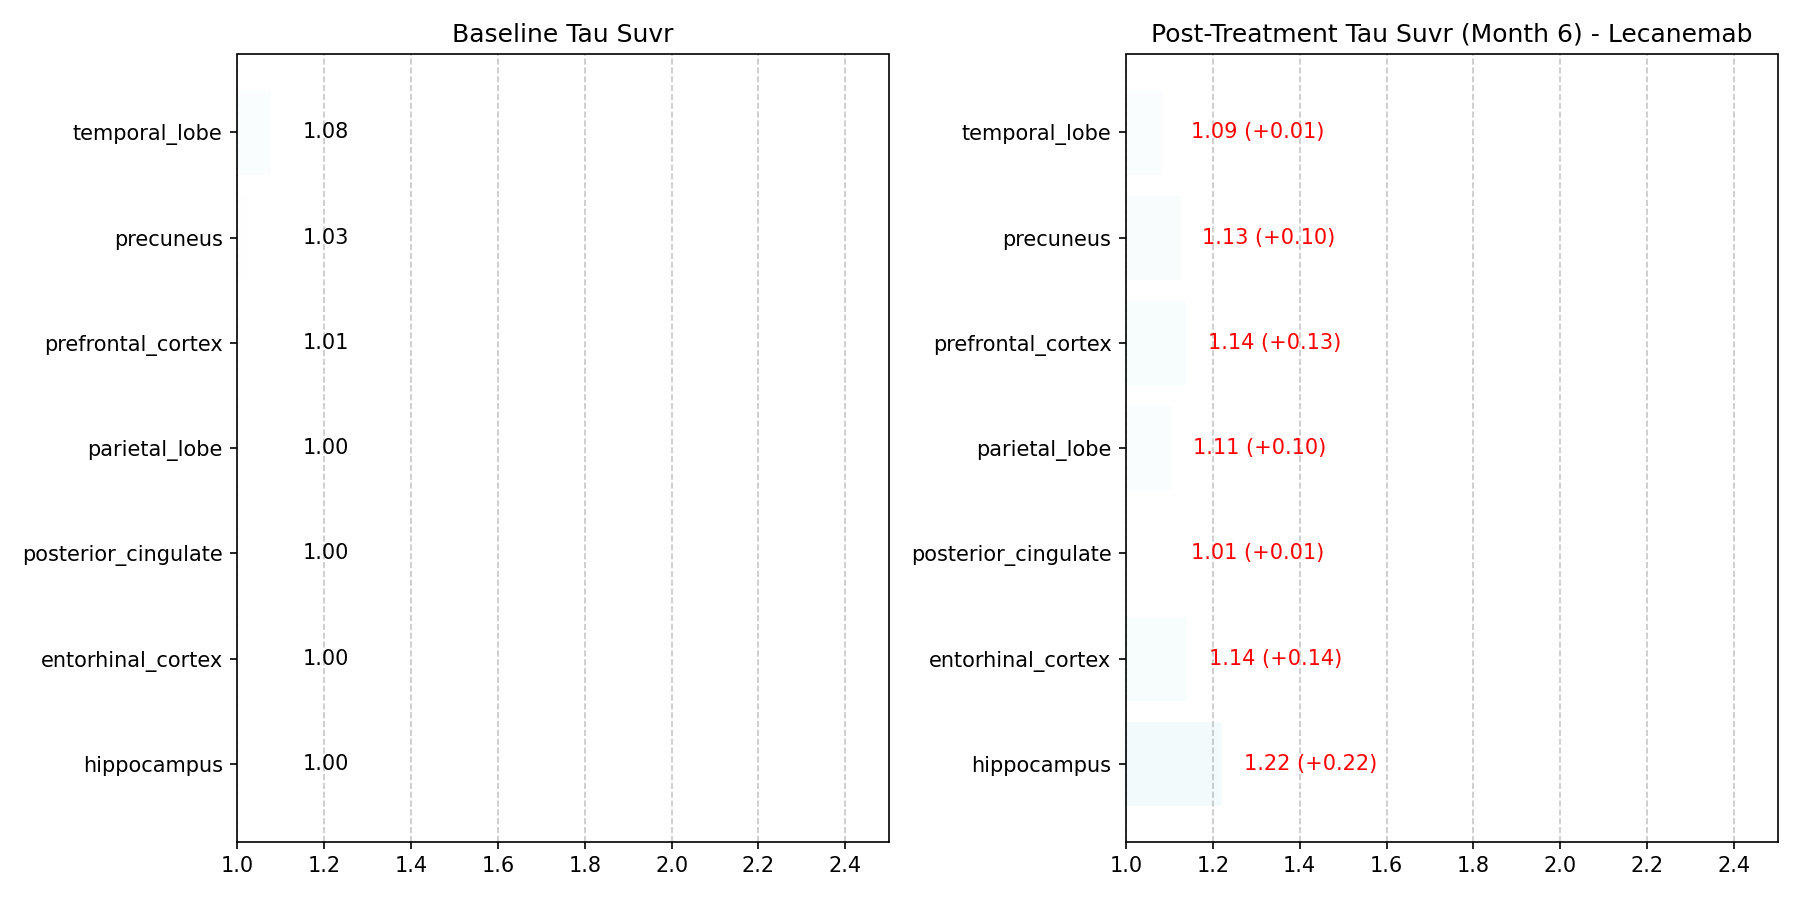 Baseline Tau Suvr
temporal_lobe 1.08
precuneus 1.03
prefrontal_cortex 1.01
parietal_lobe 1.00
posterior_cingulate 1.00
entorhinal_cortex 1.00
hippocampus 1.00
1.0 1.2 1.4 1.6 1.8 2.0 2.2 2.4
Post-Treatment Tau Suvr (Month 6) - Lecanemab
temporal_lobe 1.09 (+0.01)
precuneus 1.13 (+0.10)
prefrontal_cortex 1.14 (+0.13)
parietal_lobe 1.11 (+0.10)
posterior_cingulate 1.01 (+0.01)
entorhinal_cortex 1.14 (+0.14)
hippocampus 1.22 (+0.22)
1.0 1.2 1.4 1.6 1.8 2.0 2.2 2.4